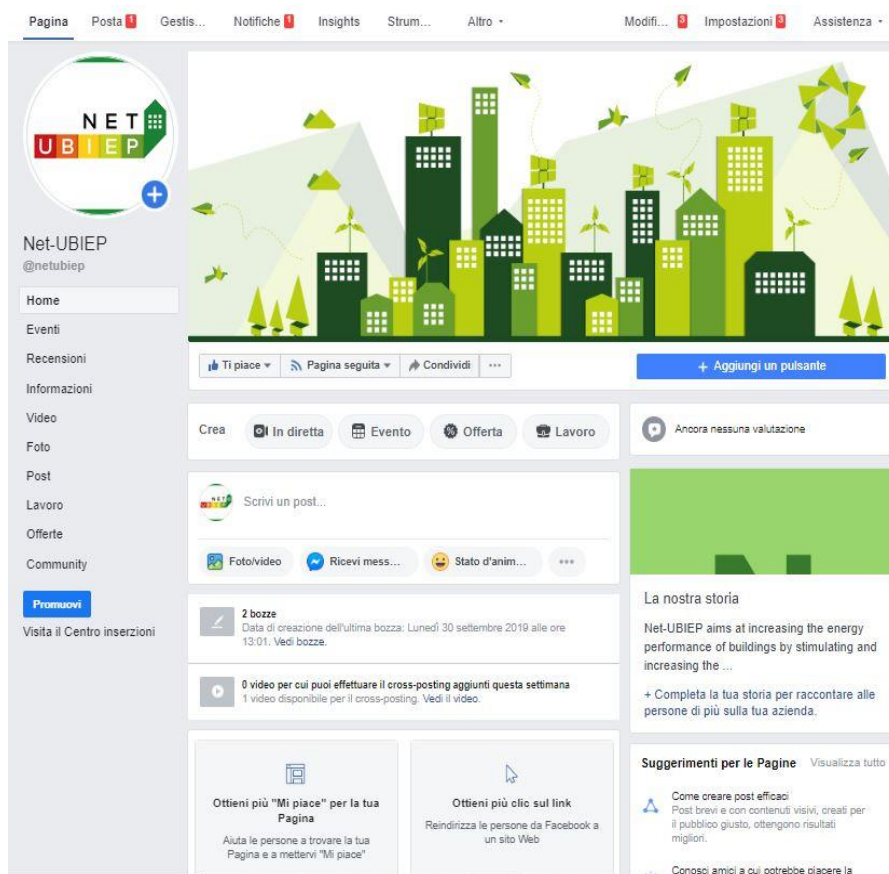 Pagina Posta 1 Gestis... Notifiche 1 Insights Strum... Altro Modifi... 3 Impostazioni 3 Assistenza
NET
UBIEP
Net-UBIEP
@netubiep
Home
Eventi
Recensioni
Informazioni
Video
Foto
Post
Lavoro
Offerte
Community
Promuovi
Visita il Centro inserzioni
Ti piace Pagina seguita Condividi ...
+ Aggiungi un pulsante
Crea In diretta Evento Offerta Lavoro
Ancora nessuna valutazione
NET
UBIEP
Scrivi un post...
Foto/video Ricevi mess... Stato d'anim... ...
2 bozze
Data di creazione dell'ultima bozza: Lunedì 30 settembre 2019 alle ore
13:01. Vedi bozze.
0 video per cui puoi effettuare il cross-posting aggiunti questa settimana
1 video disponibile per il cross-posting. Vedi il video.
Ottieni più "Mi piace" per la tua
Pagina
Aiuta le persone a trovare la tua
Pagina e a mettervi "Mi piace"
Ottieni più clic sul link
Reindirizza le persone da Facebook a
un sito Web
La nostra storia
Net-UBIEP aims at increasing the energy
performance of buildings by stimulating and
increasing the ...
+ Completa la tua storia per raccontare alle
persone di più sulla tua azienda.
Suggerimenti per le Pagine Visualizza tutto
Come creare post efficaci
Post brevi e con contenuti visivi, creati per
il pubblico giusto, ottengono risultati
migliori.
Conosci amici a cui potrebbe piacere la